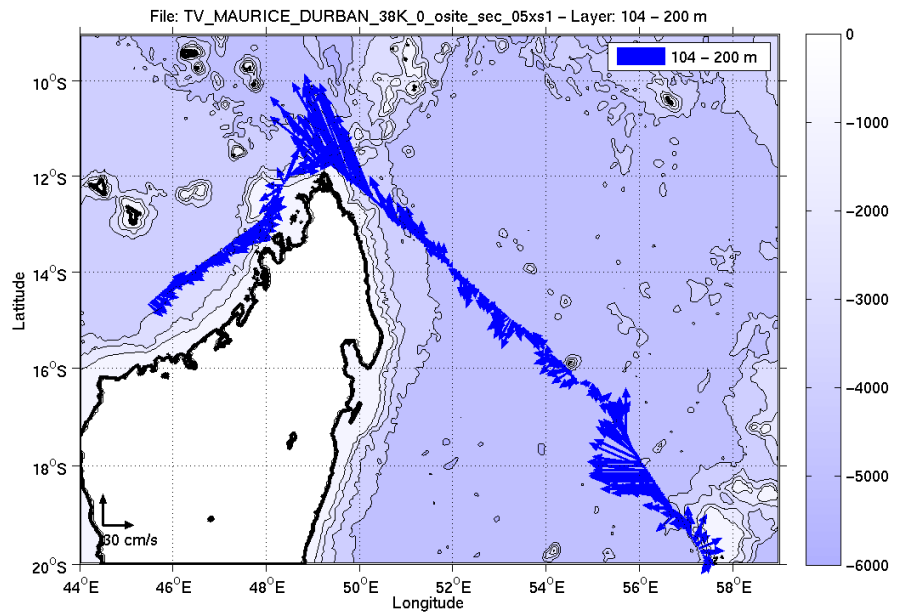 File: TV_MAURICE_DURBAN_38K_0_osite_sec_05xs1 – Layer: 104 – 200 m
104 – 200 m
10°S
12°S
14°S
16°S
18°S
20°S
Latitude
30 cm/s
44°E
46°E
48°E
50°E
52°E
54°E
56°E
58°E
Longitude
0
−1000
−2000
−3000
−4000
−5000
−6000